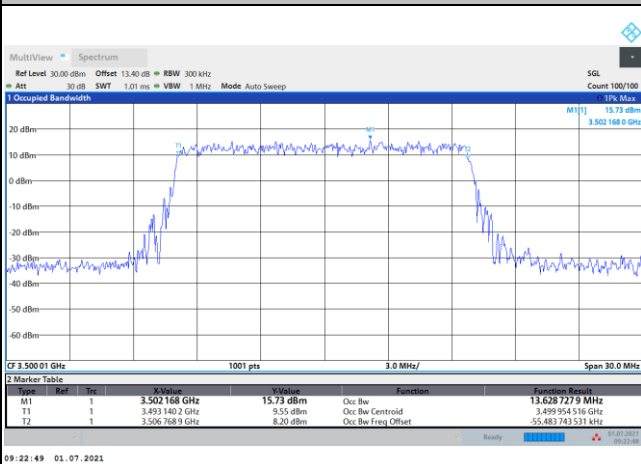 MultiView Spectrum
Ref Level 30.00 dBm Offset 13.40 dB RBW 300 kHz SGL
Att 30 dB SWT 1.01 ms VBW 1 MHz Mode Auto Sweep Count 100/100
1 Occupied Bandwidth 1Pk Max
M1[1] 15.73 dBm
3.502 168 0 GHz
20 dBm
M1
T1 T2
10 dBm
0 dBm
-10 dBm
-20 dBm
-30 dBm
-40 dBm
-50 dBm
-60 dBm
CF 3.500 01 GHz 1001 pts 3.0 MHz/ Span 30.0 MHz
2 Marker Table
Type Ref Trc X-Value Y-Value Function Function Result
M1 1 3.502 168 GHz 15.73 dBm Occ Bw 13.628 727 9 MHz
T1 1 3.493 140 2 GHz 9.55 dBm Occ Bw Centroid 3.499 954 516 GHz
T2 1 3.506 768 9 GHz 8.20 dBm Occ Bw Freq Offset -55.483 743 531 kHz
Ready 01.07.2021
09:22:48
09:22:49 01.07.2021